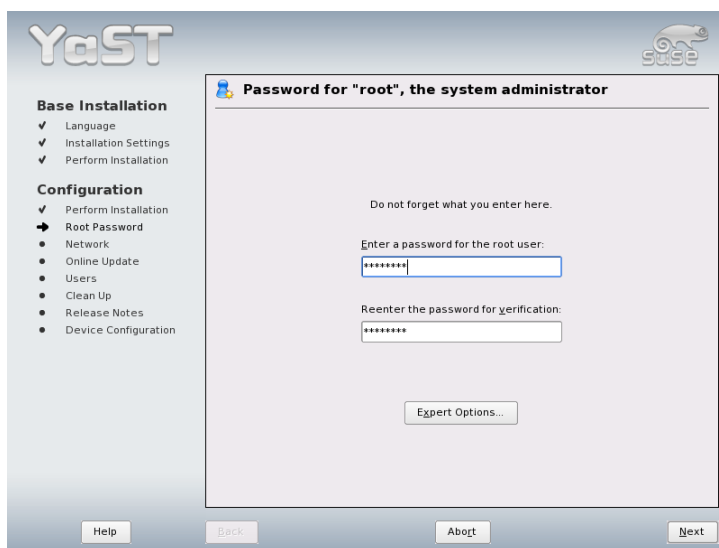 YaST
suse
Base Installation
Language
Installation Settings
Perform Installation
Configuration
Perform Installation
Root Password
Network
Online Update
Users
Clean Up
Release Notes
Device Configuration
Password for "root", the system administrator
Do not forget what you enter here.
Enter a password for the root user:
********
Reenter the password for verification:
********
Expert Options...
Help
Back
Abort
Next